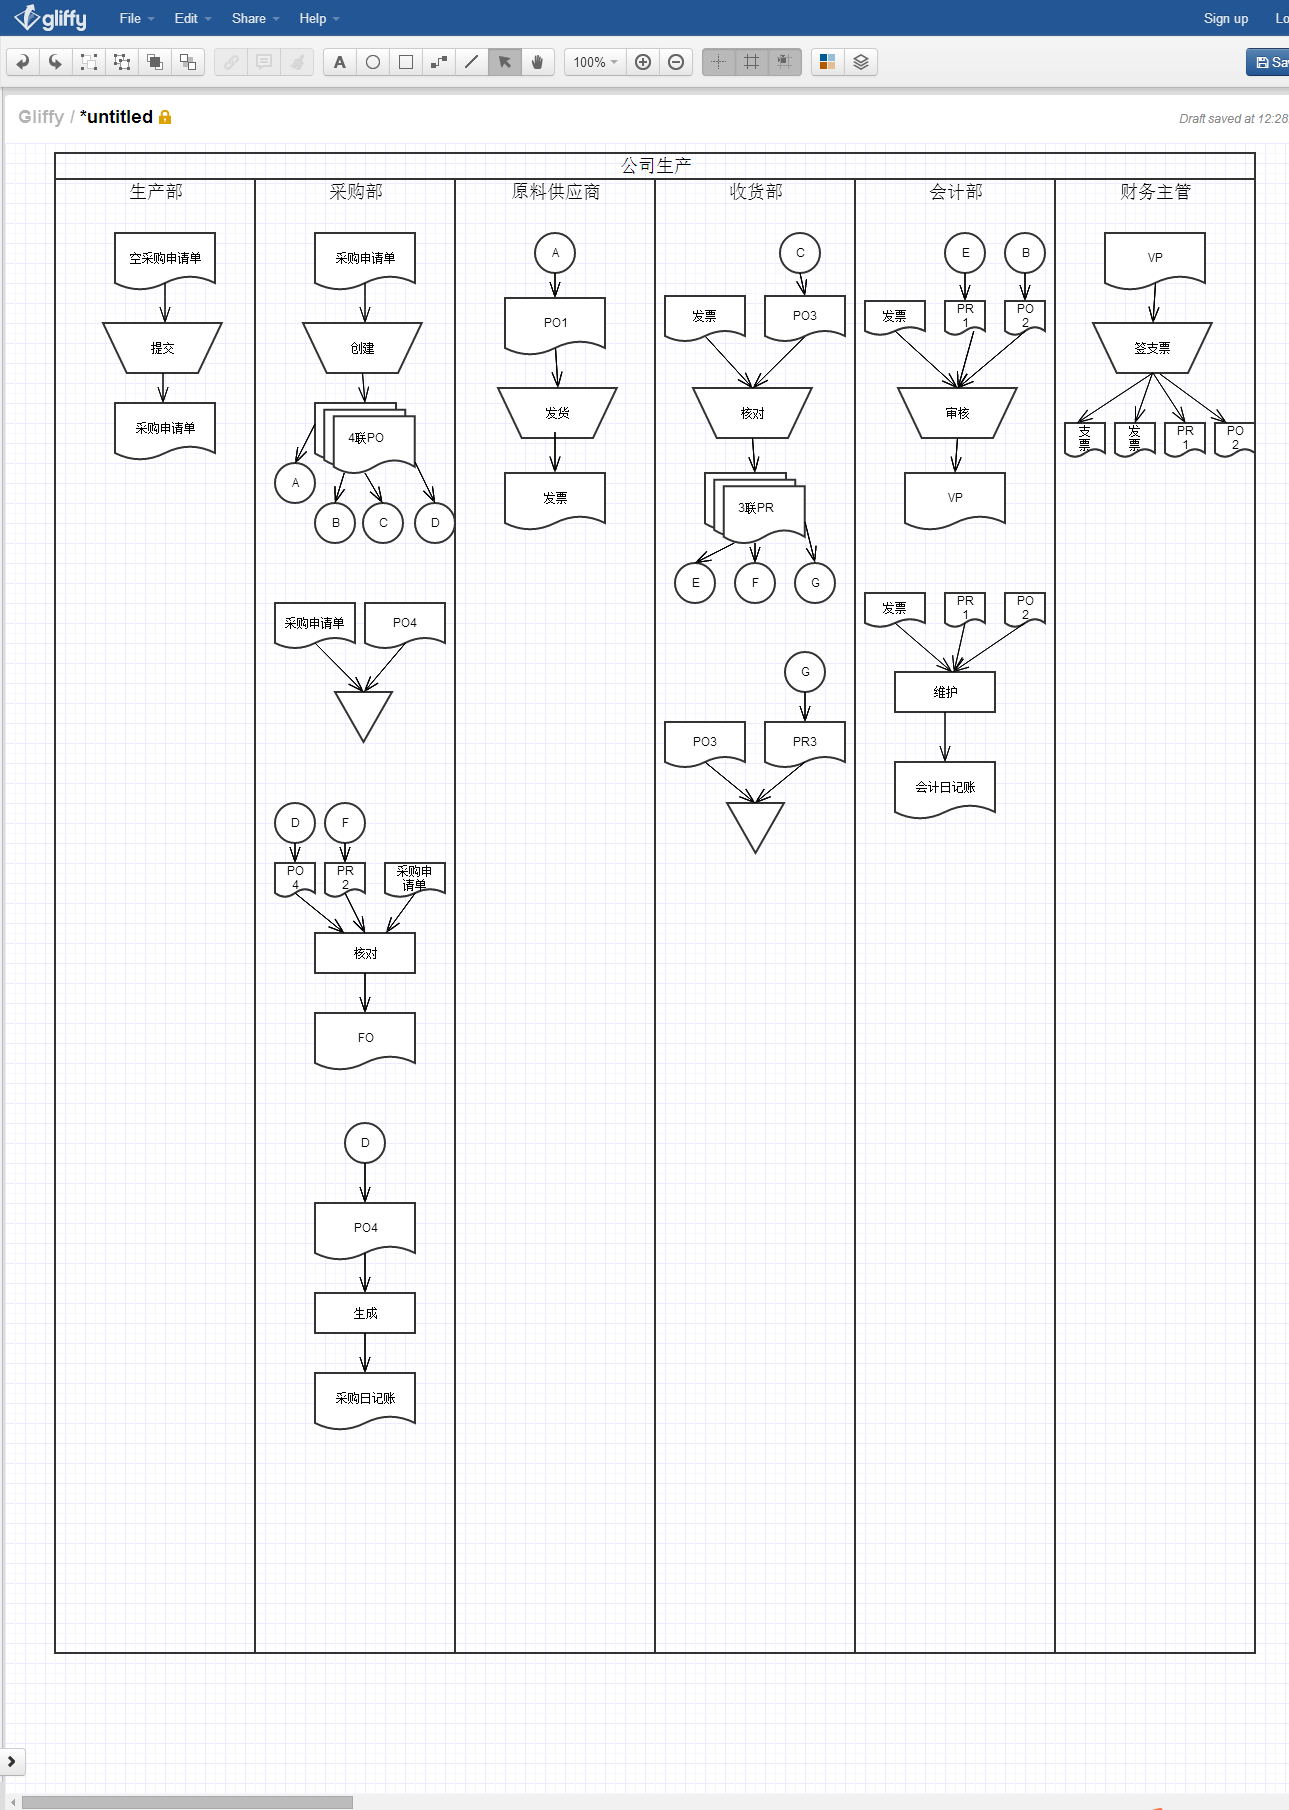 gliffy
File
Edit
Share
Help
Sign up
A
100%
Gliffy / *untitled
Draft saved at 12:28
公司生产
生产部
采购部
原料供应商
收货部
会计部
财务主管
空采购申请单
提交
采购申请单
采购申请单
创建
4联PO
A
B
C
D
采购申请单
PO4
D
F
PO
4
PR
2
采购申
请单
核对
FO
D
PO4
生成
采购日记账
A
PO1
发货
发票
C
发票
PO3
核对
3联PR
E
F
G
G
PO3
PR3
E
B
发票
PR
1
PO
2
审核
VP
发票
PR
1
PO
2
维护
会计日记账
VP
签支票
支
票
发
票
PR
1
PO
2